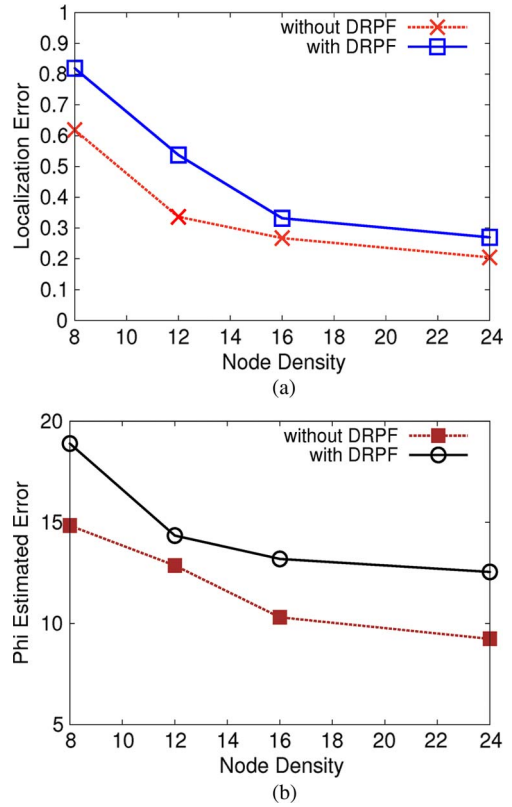 without DRPF
with DRPF
Localization Error
1
0.9
0.8
0.7
0.6
0.5
0.4
0.3
0.2
0.1
0
8 10 12 14 16 18 20 22 24
Node Density
(a)
without DRPF
with DRPF
Phi Estimated Error
20
15
10
5
8 10 12 14 16 18 20 22 24
Node Density
(b)